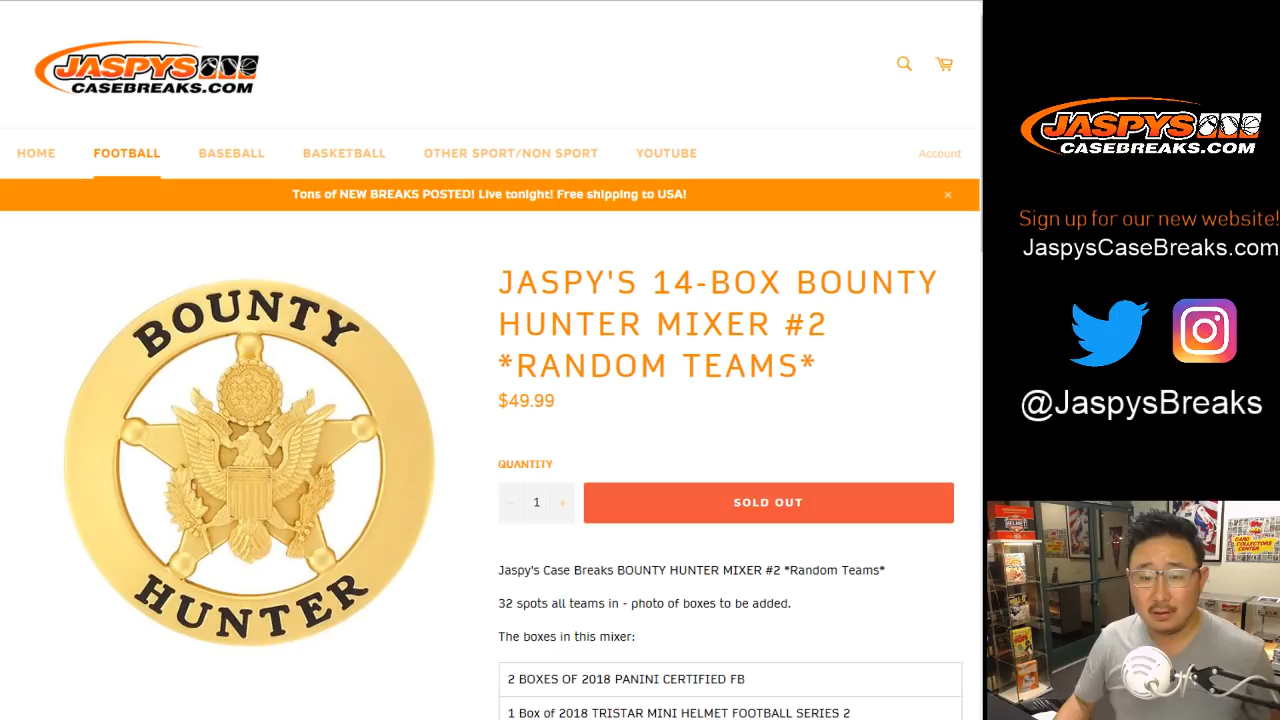 JASPYS
CASEBREAKS.COM
HOME
FOOTBALL
BASEBALL
BASKETBALL
OTHER SPORT/NON SPORT
YOUTUBE
Account
Tons of NEW BREAKS POSTED! Live tonight! Free shipping to USA!
×
BOUNTY
HUNTER
JASPY'S 14-BOX BOUNTY
HUNTER MIXER #2
*RANDOM TEAMS*
$49.99
QUANTITY
− 1 +
SOLD OUT
Jaspy's Case Breaks BOUNTY HUNTER MIXER #2 *Random Teams*
32 spots all teams in - photo of boxes to be added.
The boxes in this mixer:
2 BOXES OF 2018 PANINI CERTIFIED FB
1 Box of 2018 TRISTAR MINI HELMET FOOTBALL SERIES 2
JASPYS
CASEBREAKS.COM
Sign up for our new website!
JaspysCaseBreaks.com
@JaspysBreaks
HELMET
CARD
COLLECTORS
CENTER